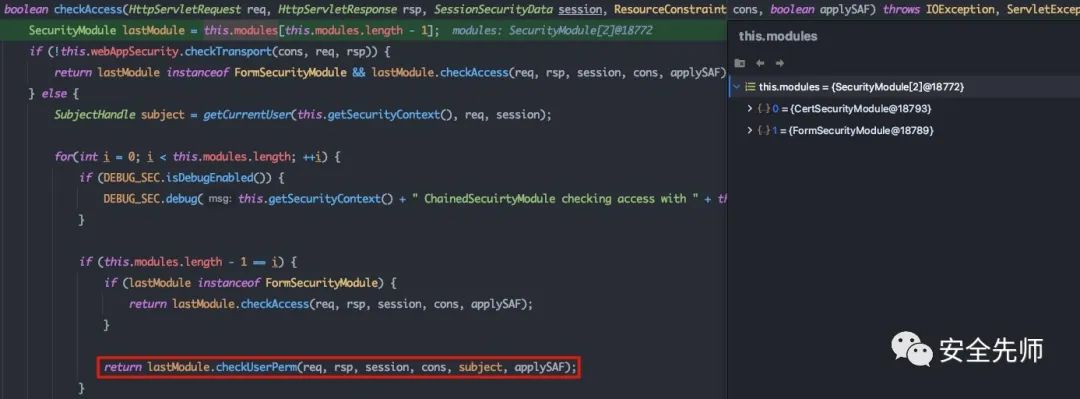 boolean checkAccess(HttpServletRequest req, HttpServletResponse rsp, SessionSecurityData session, ResourceConstraint cons, boolean applySAF) throws IOException, ServletExcep
SecurityModule lastModule = this.modules[this.modules.length - 1]; modules: SecurityModule[2]@18772
if (!this.webAppSecurity.checkTransport(cons, req, rsp)) {
return lastModule instanceof FormSecurityModule && lastModule.checkAccess(req, rsp, session, cons, applySAF)
} else {
SubjectHandle subject = getCurrentUser(this.getSecurityContext(), req, session);
for(int i = 0; i < this.modules.length; ++i) {
if (DEBUG_SEC.isDebugEnabled()) {
DEBUG_SEC.debug( msg: this.getSecurityContext() + " ChainedSecuirtyModule checking access with " + th
}
if (this.modules.length - 1 == i) {
if (lastModule instanceof FormSecurityModule) {
return lastModule.checkAccess(req, rsp, session, cons, applySAF);
}
return lastModule.checkUserPerm(req, rsp, session, cons, subject, applySAF);
}
this.modules
this.modules = {SecurityModule[2]@18772}
0 = {CertSecurityModule@18793}
1 = {FormSecurityModule@18789}
安全先师